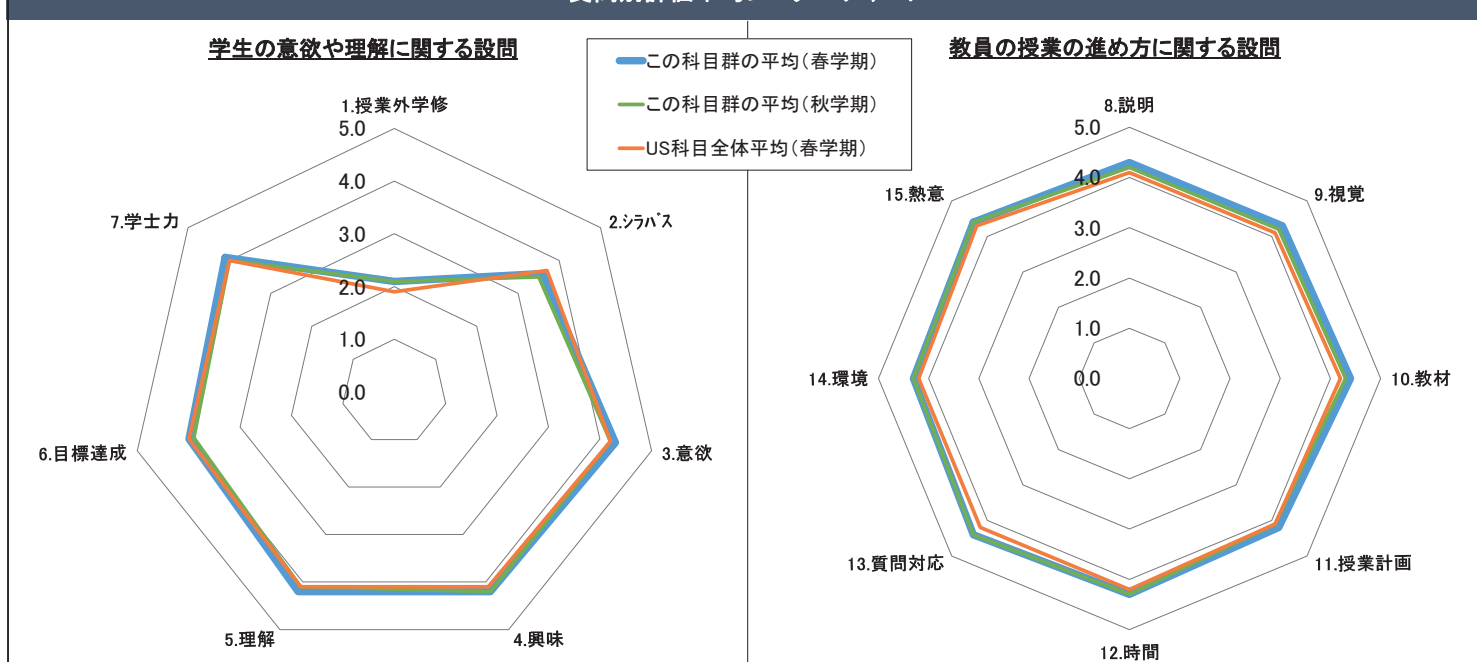 学生の意欲や理解に関する設問
この科目群の平均(春学期)
この科目群の平均(秋学期)
US科目全体平均(春学期)
教員の授業の進め方に関する設問
1.授業外学修
5.0
4.0
3.0
2.0
1.0
0.0
2.ｼﾗﾊﾞｽ
3.意欲
4.興味
5.理解
6.目標達成
7.学士力
8.説明
5.0
4.0
3.0
2.0
1.0
0.0
9.視覚
10.教材
11.授業計画
12.時間
13.質問対応
14.環境
15.熱意